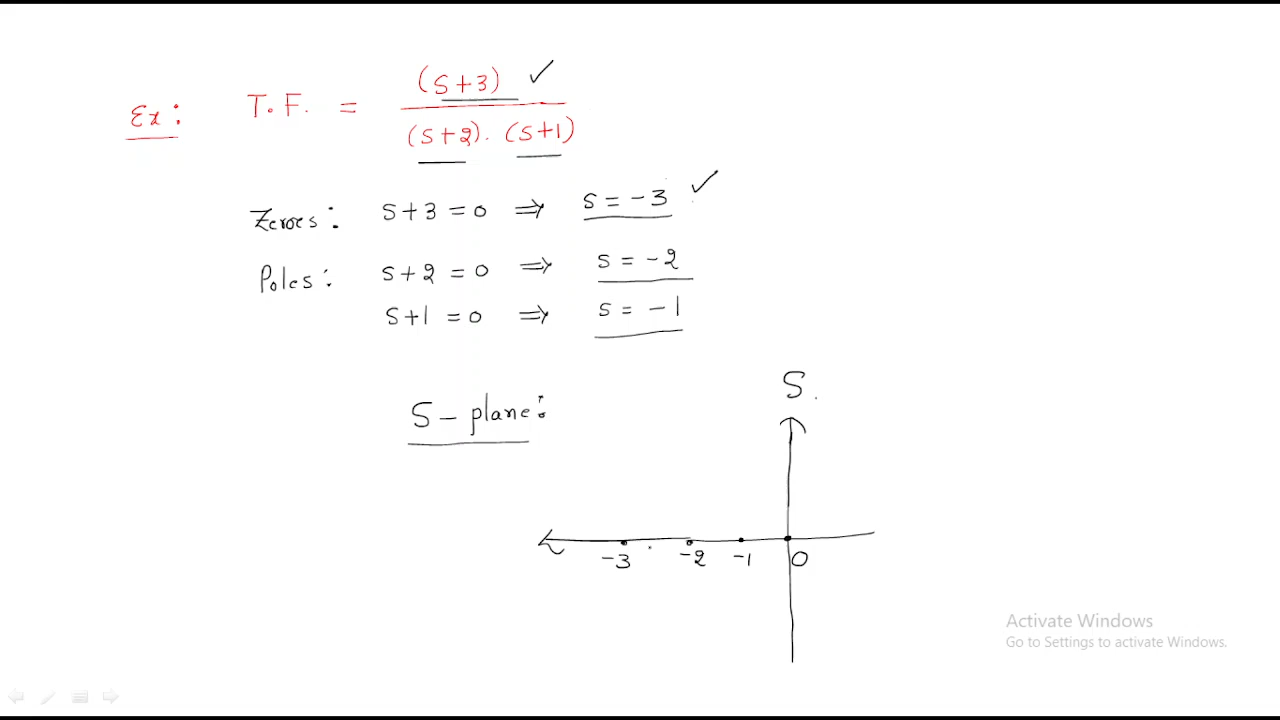 Ex: T.F. = (S+3) ✓
(S+2). (S+1)
Zeroes: S+3 = 0 ⇒ S = -3 ✓
Poles: S+2 = 0 ⇒ S = -2
S+1 = 0 ⇒ S = -1
S
S - plane:
-3 -2 -1 0
Activate Windows
Go to Settings to activate Windows.